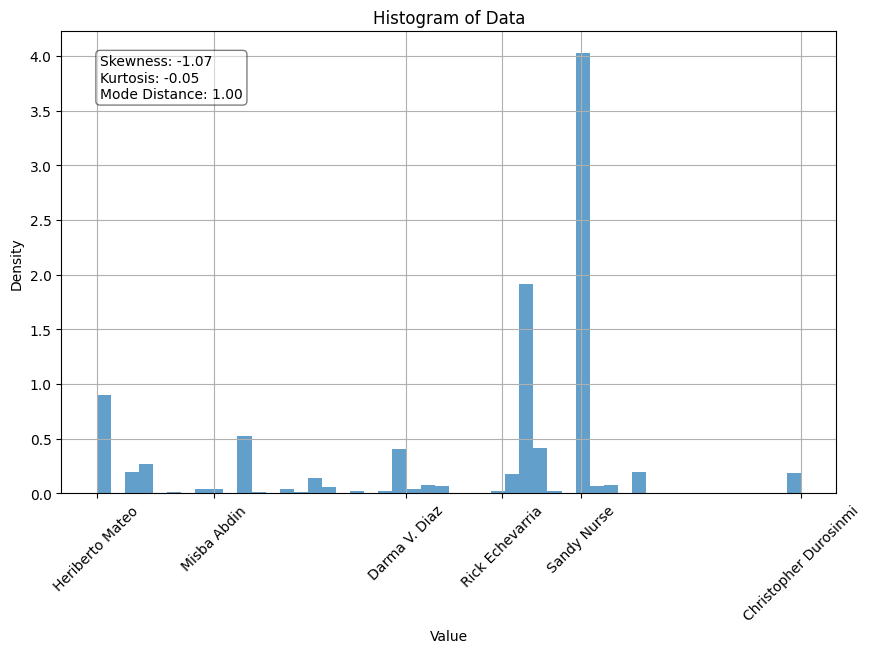 Histogram of Data
Skewness: -1.07
Kurtosis: -0.05
Mode Distance: 1.00
4.0
3.5
3.0
2.5
2.0
1.5
1.0
0.5
0.0
Density
Heriberto Mateo
Misba Abdin
Darma V. Diaz
Rick Echevarria
Sandy Nurse
Christopher Durosinmi
Value